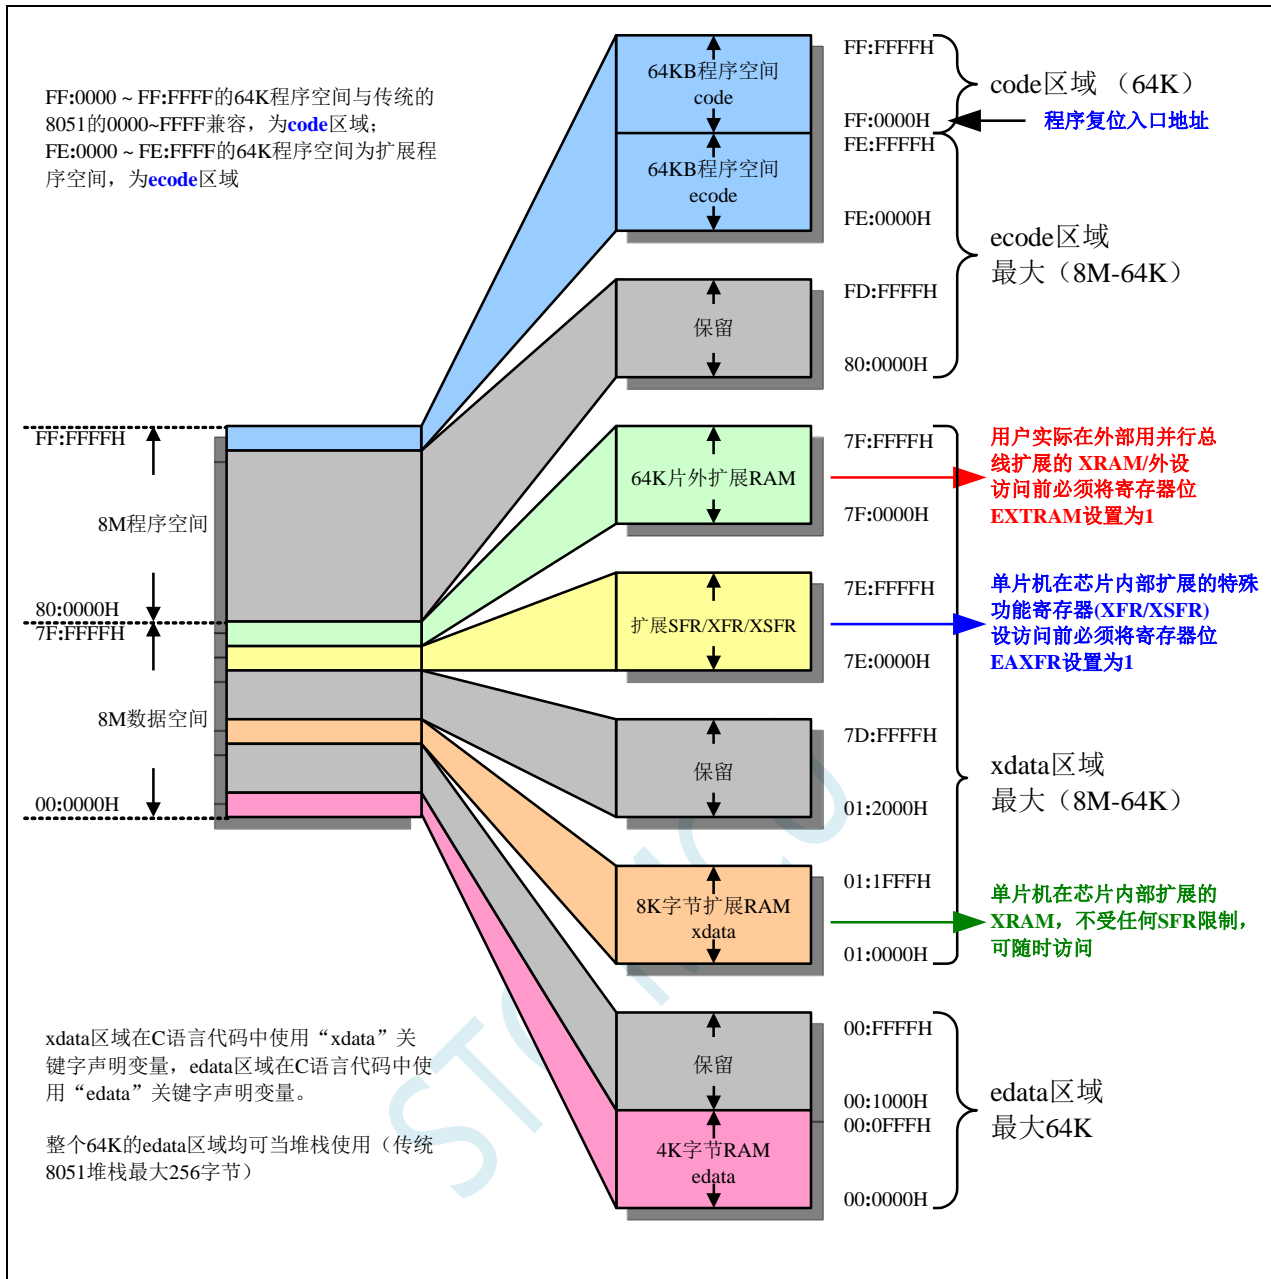 FF:0000 ~ FF:FFFF的64K程序空间与传统的
8051的0000~FFFF兼容，为code区域；
FE:0000 ~ FE:FFFF的64K程序空间为扩展程
序空间，为ecode区域
64KB程序空间
code
64KB程序空间
ecode
FF:FFFFH
FF:0000H
FE:FFFFH
FE:0000H
code区域 （64K）
程序复位入口地址
ecode区域
最大（8M-64K）
保留
FD:FFFFH
80:0000H
FF:FFFFH
8M程序空间
80:0000H
7F:FFFFH
8M数据空间
00:0000H
64K片外扩展RAM
7F:FFFFH
7F:0000H
用户实际在外部用并行总
线扩展的 XRAM/外设
访问前必须将寄存器位
EXTRAM设置为1
扩展SFR/XFR/XSFR
7E:FFFFH
7E:0000H
单片机在芯片内部扩展的特殊
功能寄存器(XFR/XSFR)
设访问前必须将寄存器位
EAXFR设置为1
保留
7D:FFFFH
01:2000H
xdata区域
最大（8M-64K）
8K字节扩展RAM
xdata
01:1FFFH
01:0000H
单片机在芯片内部扩展的
XRAM，不受任何SFR限制，
可随时访问
保留
00:FFFFH
00:1000H
00:0FFFH
4K字节RAM
edata
00:0000H
edata区域
最大64K
xdata区域在C语言代码中使用“xdata”关
键字声明变量，edata区域在C语言代码中使
用“edata”关键字声明变量。
整个64K的edata区域均可当堆栈使用（传统
8051堆栈最大256字节）
STC MCU